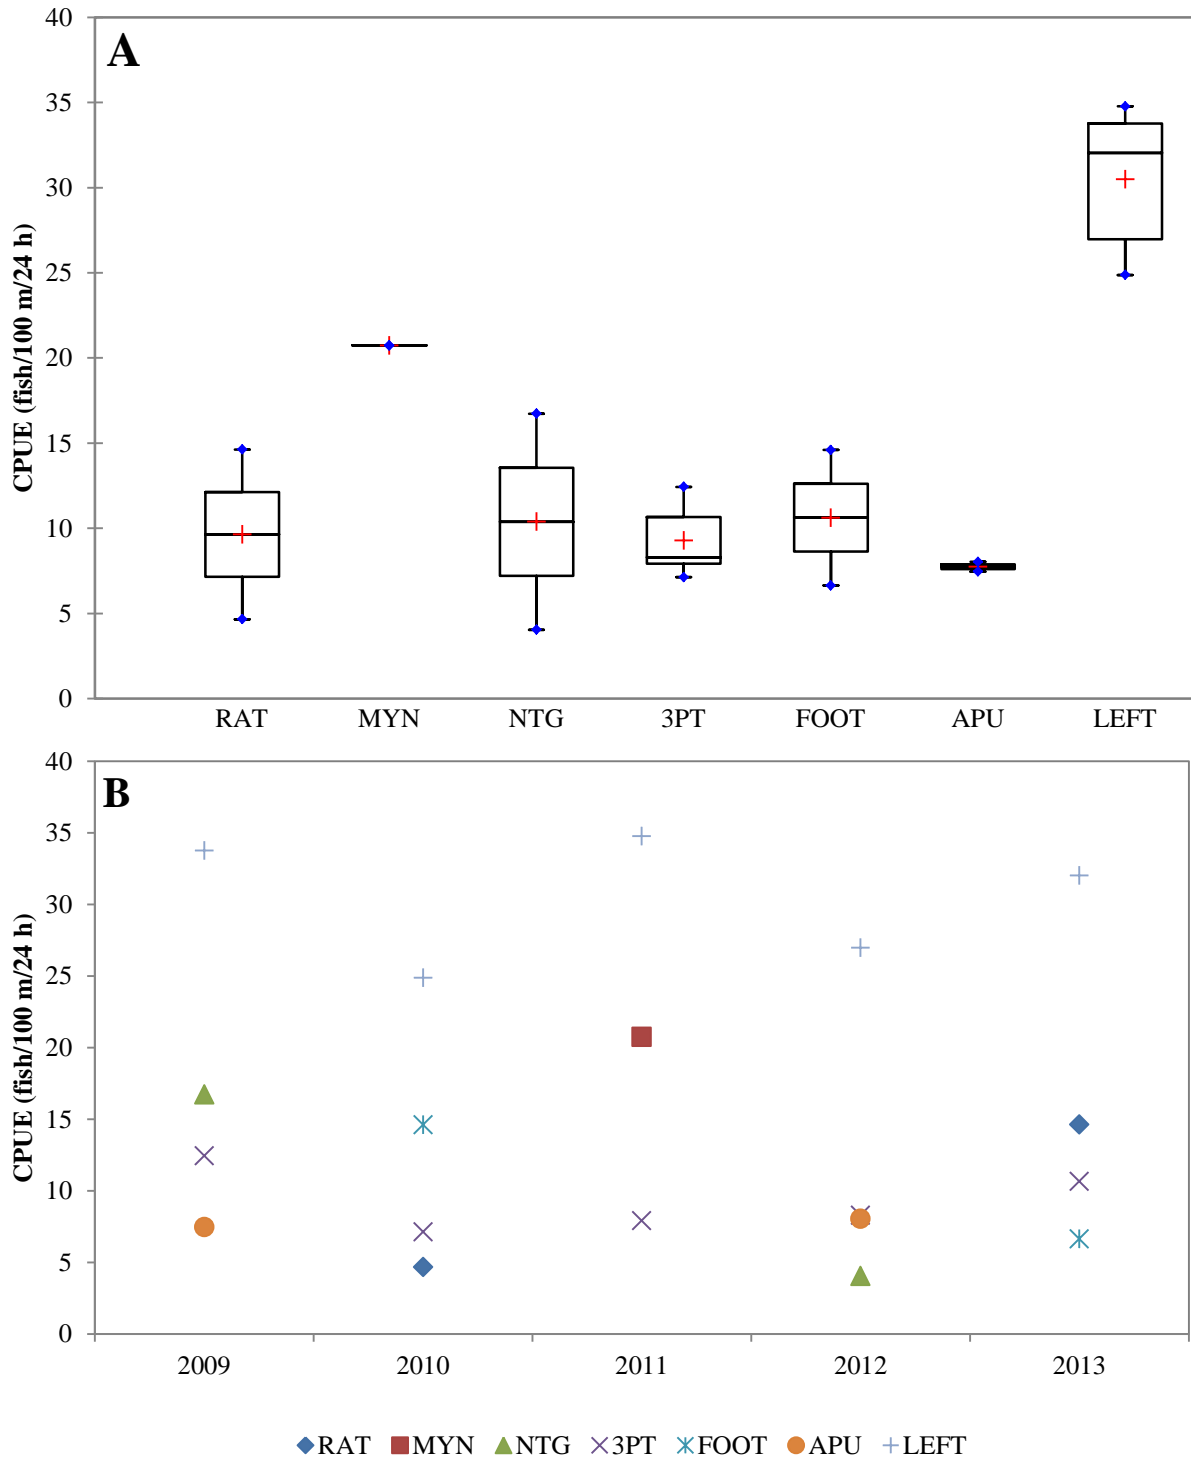 A
CPUE (fish/100 m/24 h)
40
35
30
25
20
15
10
5
0
RAT MYN NTG 3PT FOOT APU LEFT
B
CPUE (fish/100 m/24 h)
40
35
30
25
20
15
10
5
0
2009 2010 2011 2012 2013
RAT MYN NTG 3PT FOOT APU LEFT